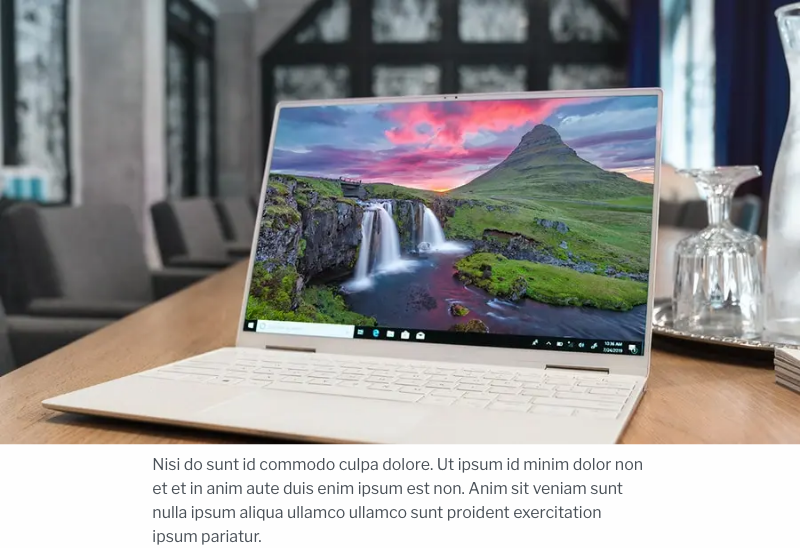 Nisi do sunt id commodo culpa dolore. Ut ipsum id minim dolor non
et et in anim aute duis enim ipsum est non. Anim sit veniam sunt
nulla ipsum aliqua ullamco ullamco sunt proident exercitation
ipsum pariatur.